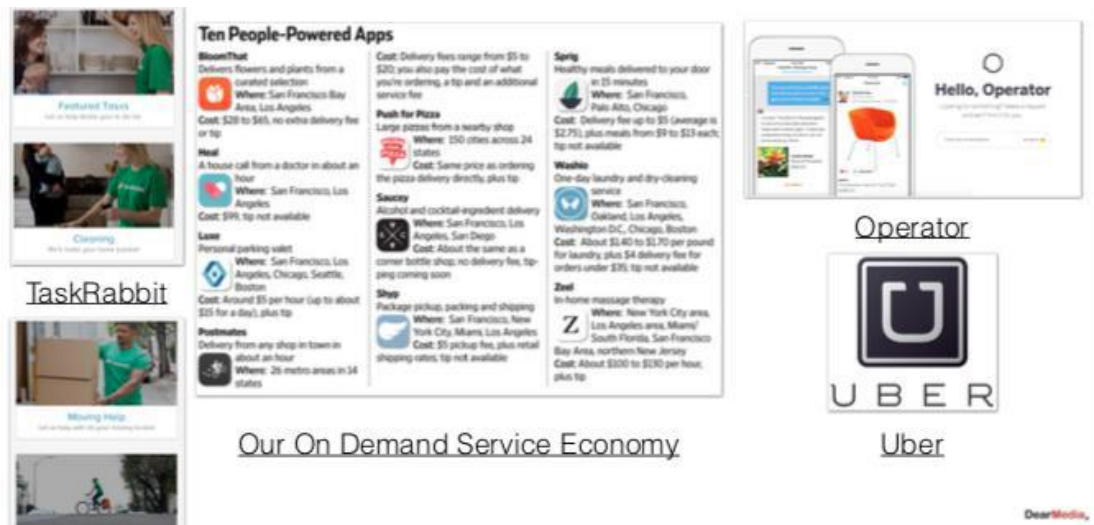 Featured Tasks
Cleaning
TaskRabbit
Moving Help
Ten People-Powered Apps
BloomThat
Delivers flowers and plants from a
curated selection
Where: San Francisco Bay
Area, Los Angeles
Cost: $28 to $65, no extra delivery fee
or tip
Heal
A house call from a doctor in about an
hour
Where: San Francisco, Los
Angeles
Cost: $99, tip not available
Luxe
Personal parking valet
Where: San Francisco, Los
Angeles, Chicago, Seattle,
Boston
Cost: Around $5 per hour (up to about
$15 for a day), plus tip
Postmates
Delivery from any shop in town in
about an hour
Where: 26 metro areas in 14
states
Cost: Delivery fees range from $5 to
$20; you also pay the cost of what
you're ordering, a tip and an additional
service fee
Push for Pizza
Large pizzas from a nearby shop
Where: 150 cities across 24
states
Cost: Same price as ordering
the pizza delivery directly, plus tip
Saucey
Alcohol and cocktail-ingredient delivery
Where: San Francisco, Los
Angeles, San Diego
Cost: About the same as a
corner bottle shop; no delivery fee, tip-
ping coming soon
Shyp
Package pickup, packing and shipping
Where: San Francisco, New
York City, Miami, Los Angeles
Cost: $5 pickup fee, plus retail
shipping rates, tip not available
Sprig
Healthy meals delivered to your door
in 15 minutes
Where: San Francisco,
Palo Alto, Chicago
Cost: Delivery fee up to $5 (average is
$2.75), plus meals from $9 to $13 each;
tip not available
Washio
One-day laundry and dry-cleaning
service
Where: San Francisco,
Oakland, Los Angeles,
Washington D.C., Chicago, Boston
Cost: About $1.40 to $1.70 per pound
for laundry, plus $4 delivery fee for
orders under $35; tip not available
Zeel
In-home massage therapy
Z
Where: New York City area,
Los Angeles area, Miami/
South Florida, San Francisco
Bay Area, northern New Jersey
Cost: About $100 to $130 per hour,
plus tip
Our On Demand Service Economy
Hello, Operator
Operator
UBER
Uber
DearMedia,